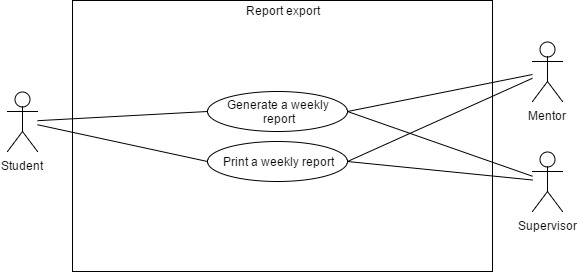 Report export
Generate a weekly
report
Mentor
Print a weekly report
Student
Supervisor